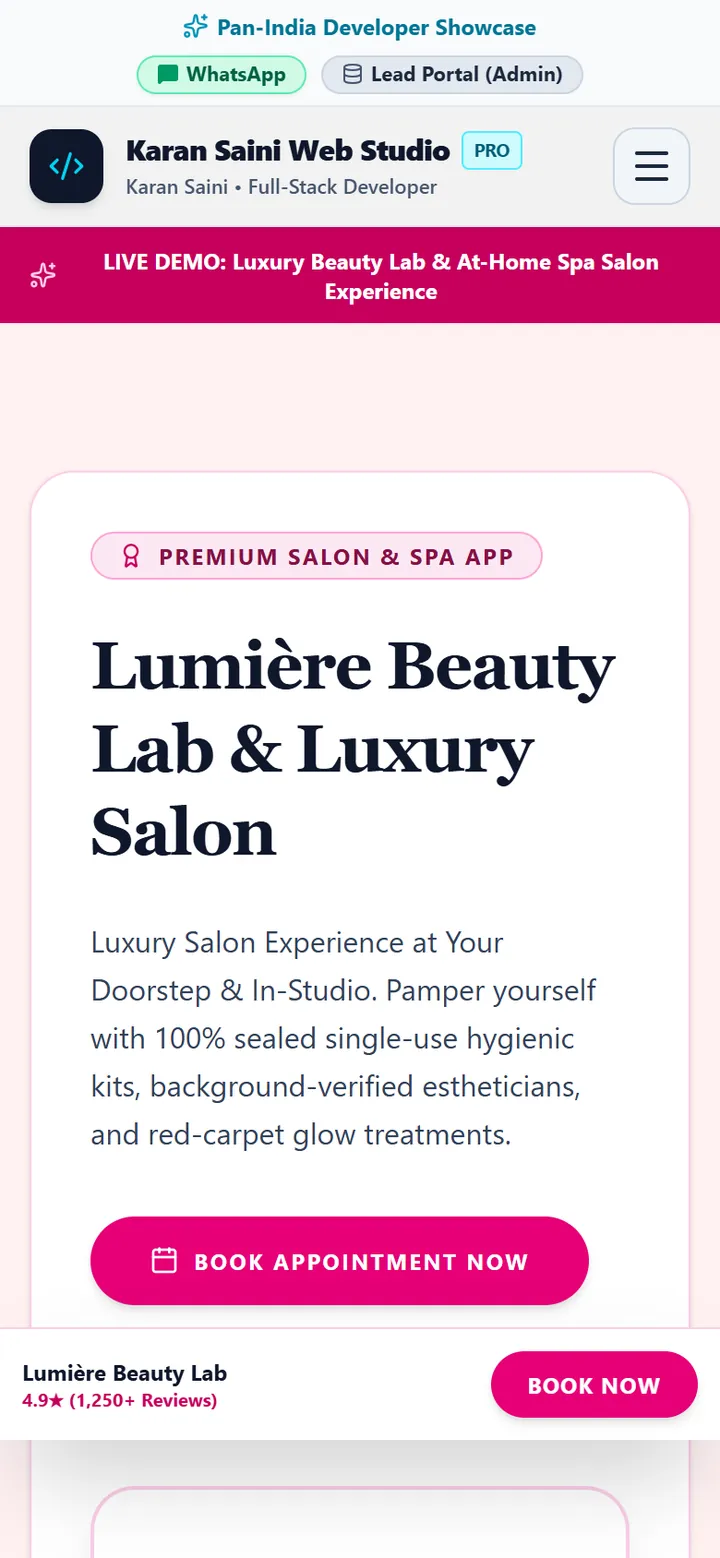 Pan-India Developer Showcase
WhatsApp
Lead Portal (Admin)
Karan Saini Web Studio PRO
Karan Saini • Full-Stack Developer
LIVE DEMO: Luxury Beauty Lab & At-Home Spa Salon
Experience
PREMIUM SALON & SPA APP
Lumière Beauty
Lab & Luxury
Salon
Luxury Salon Experience at Your
Doorstep & In-Studio. Pamper yourself
with 100% sealed single-use hygienic
kits, background-verified estheticians,
and red-carpet glow treatments.
BOOK APPOINTMENT NOW
Lumière Beauty Lab
4.9★ (1,250+ Reviews)
BOOK NOW